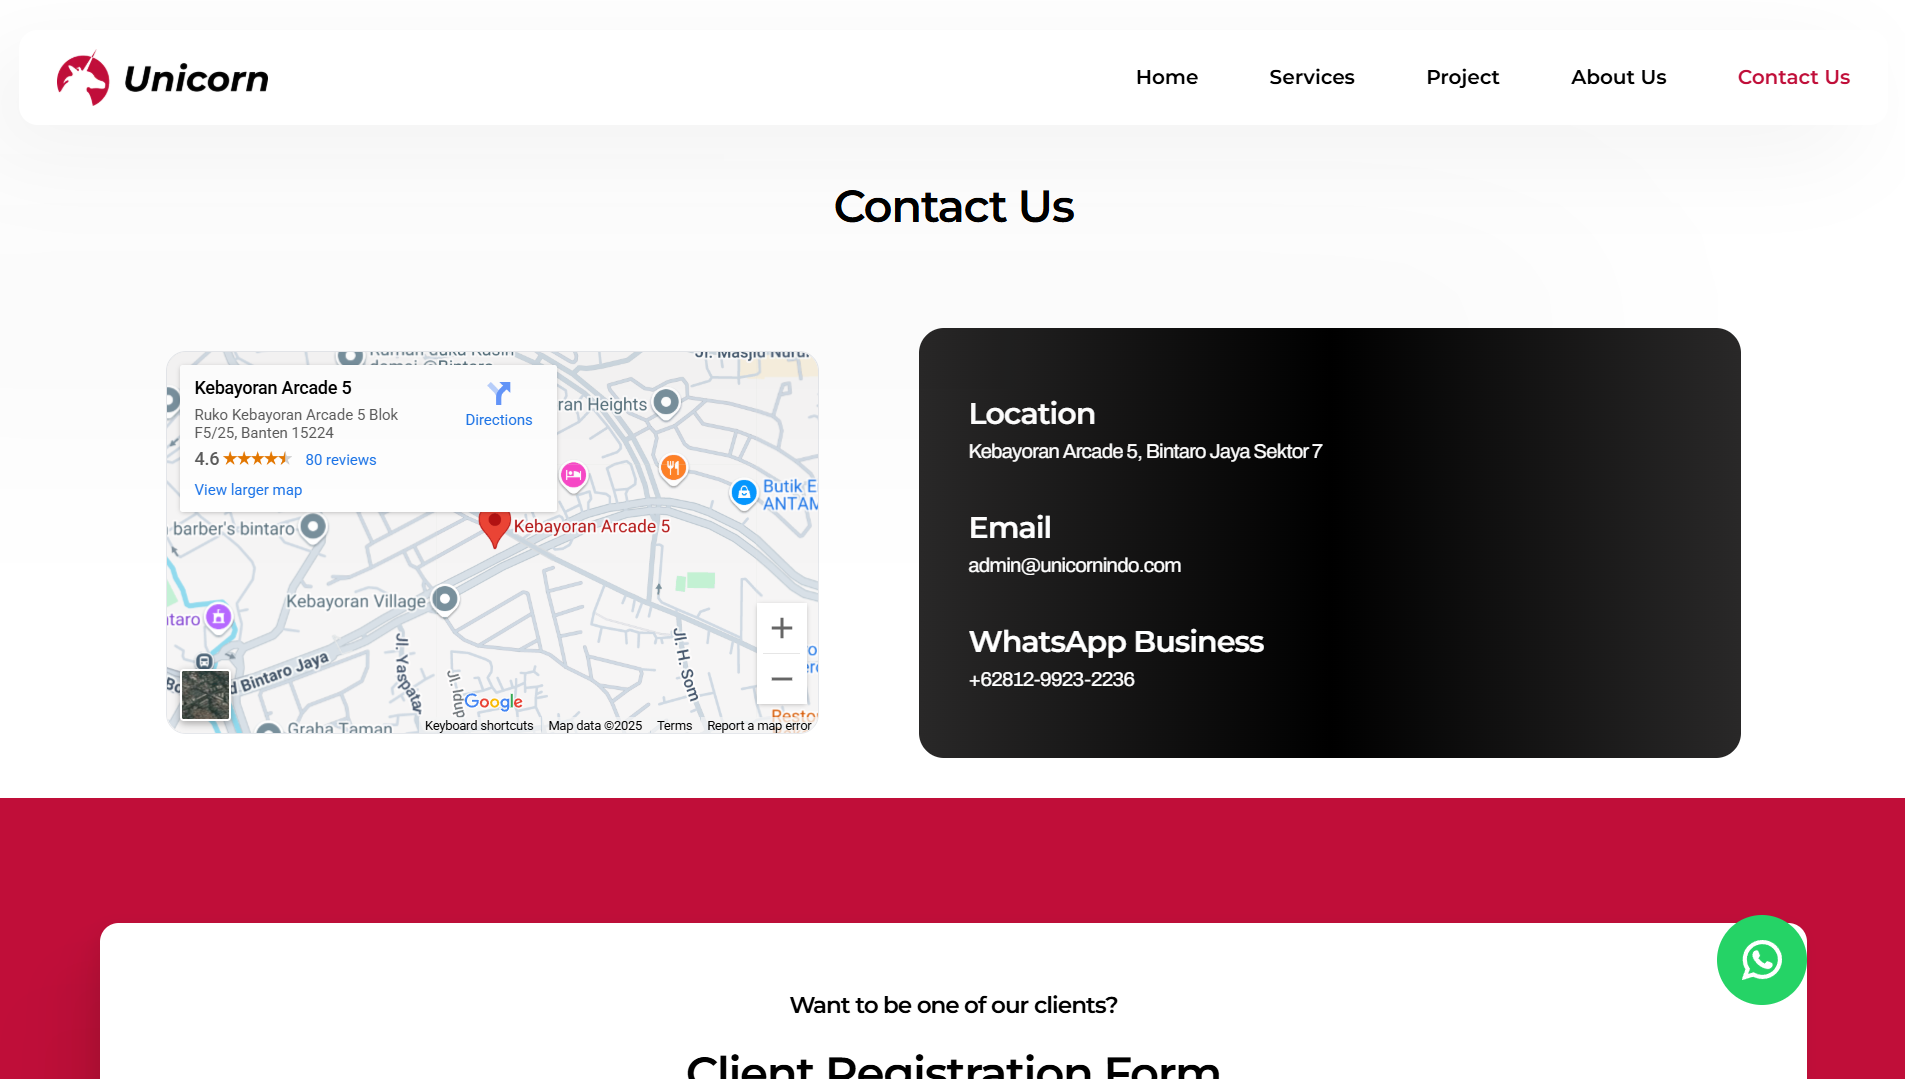 Unicorn
Home
Services
Project
About Us
Contact Us
Contact Us
Kebayoran Arcade 5
Ruko Kebayoran Arcade 5 Blok
F5/25, Banten 15224
4.6
80 reviews
View larger map
Directions
ran Heights
Butik E
ANTAM
barber's bintaro
Kebayoran Arcade 5
Kebayoran Village
taro
d Bintaro Jaya
Jl. Yaspatar
Jl. Idup
Jl. H. Som
Graha Taman
Resto
Google
Keyboard shortcuts
Map data ©2025
Terms
Report a map error
Location
Kebayoran Arcade 5, Bintaro Jaya Sektor 7
Email
admin@unicornindo.com
WhatsApp Business
+62812-9923-2236
Want to be one of our clients?
Client Registration Form